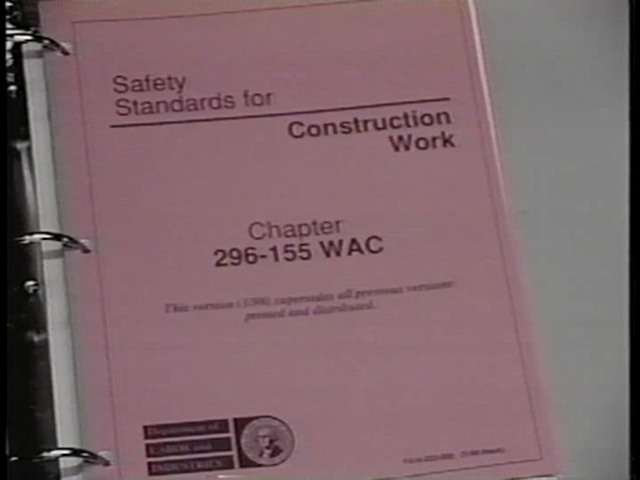 Safety
Standards for
Construction
Work
Chapter
296-155 WAC
This version (3/96) supersedes all previous versions
printed and distributed.
Department of
LABOR and
INDUSTRIES